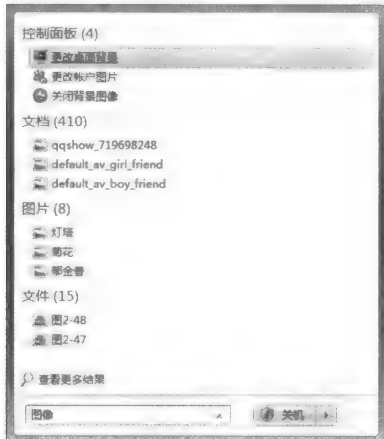 控制面板 (4)
更改桌面背景
更改帐户图片
关闭背景图像
文档 (410)
qqshow_719698248
default_av_girl_friend
default_av_boy_friend
图片 (8)
灯塔
菊花
郁金香
文件 (15)
图2-48
图2-47
查看更多结果
图像
关机